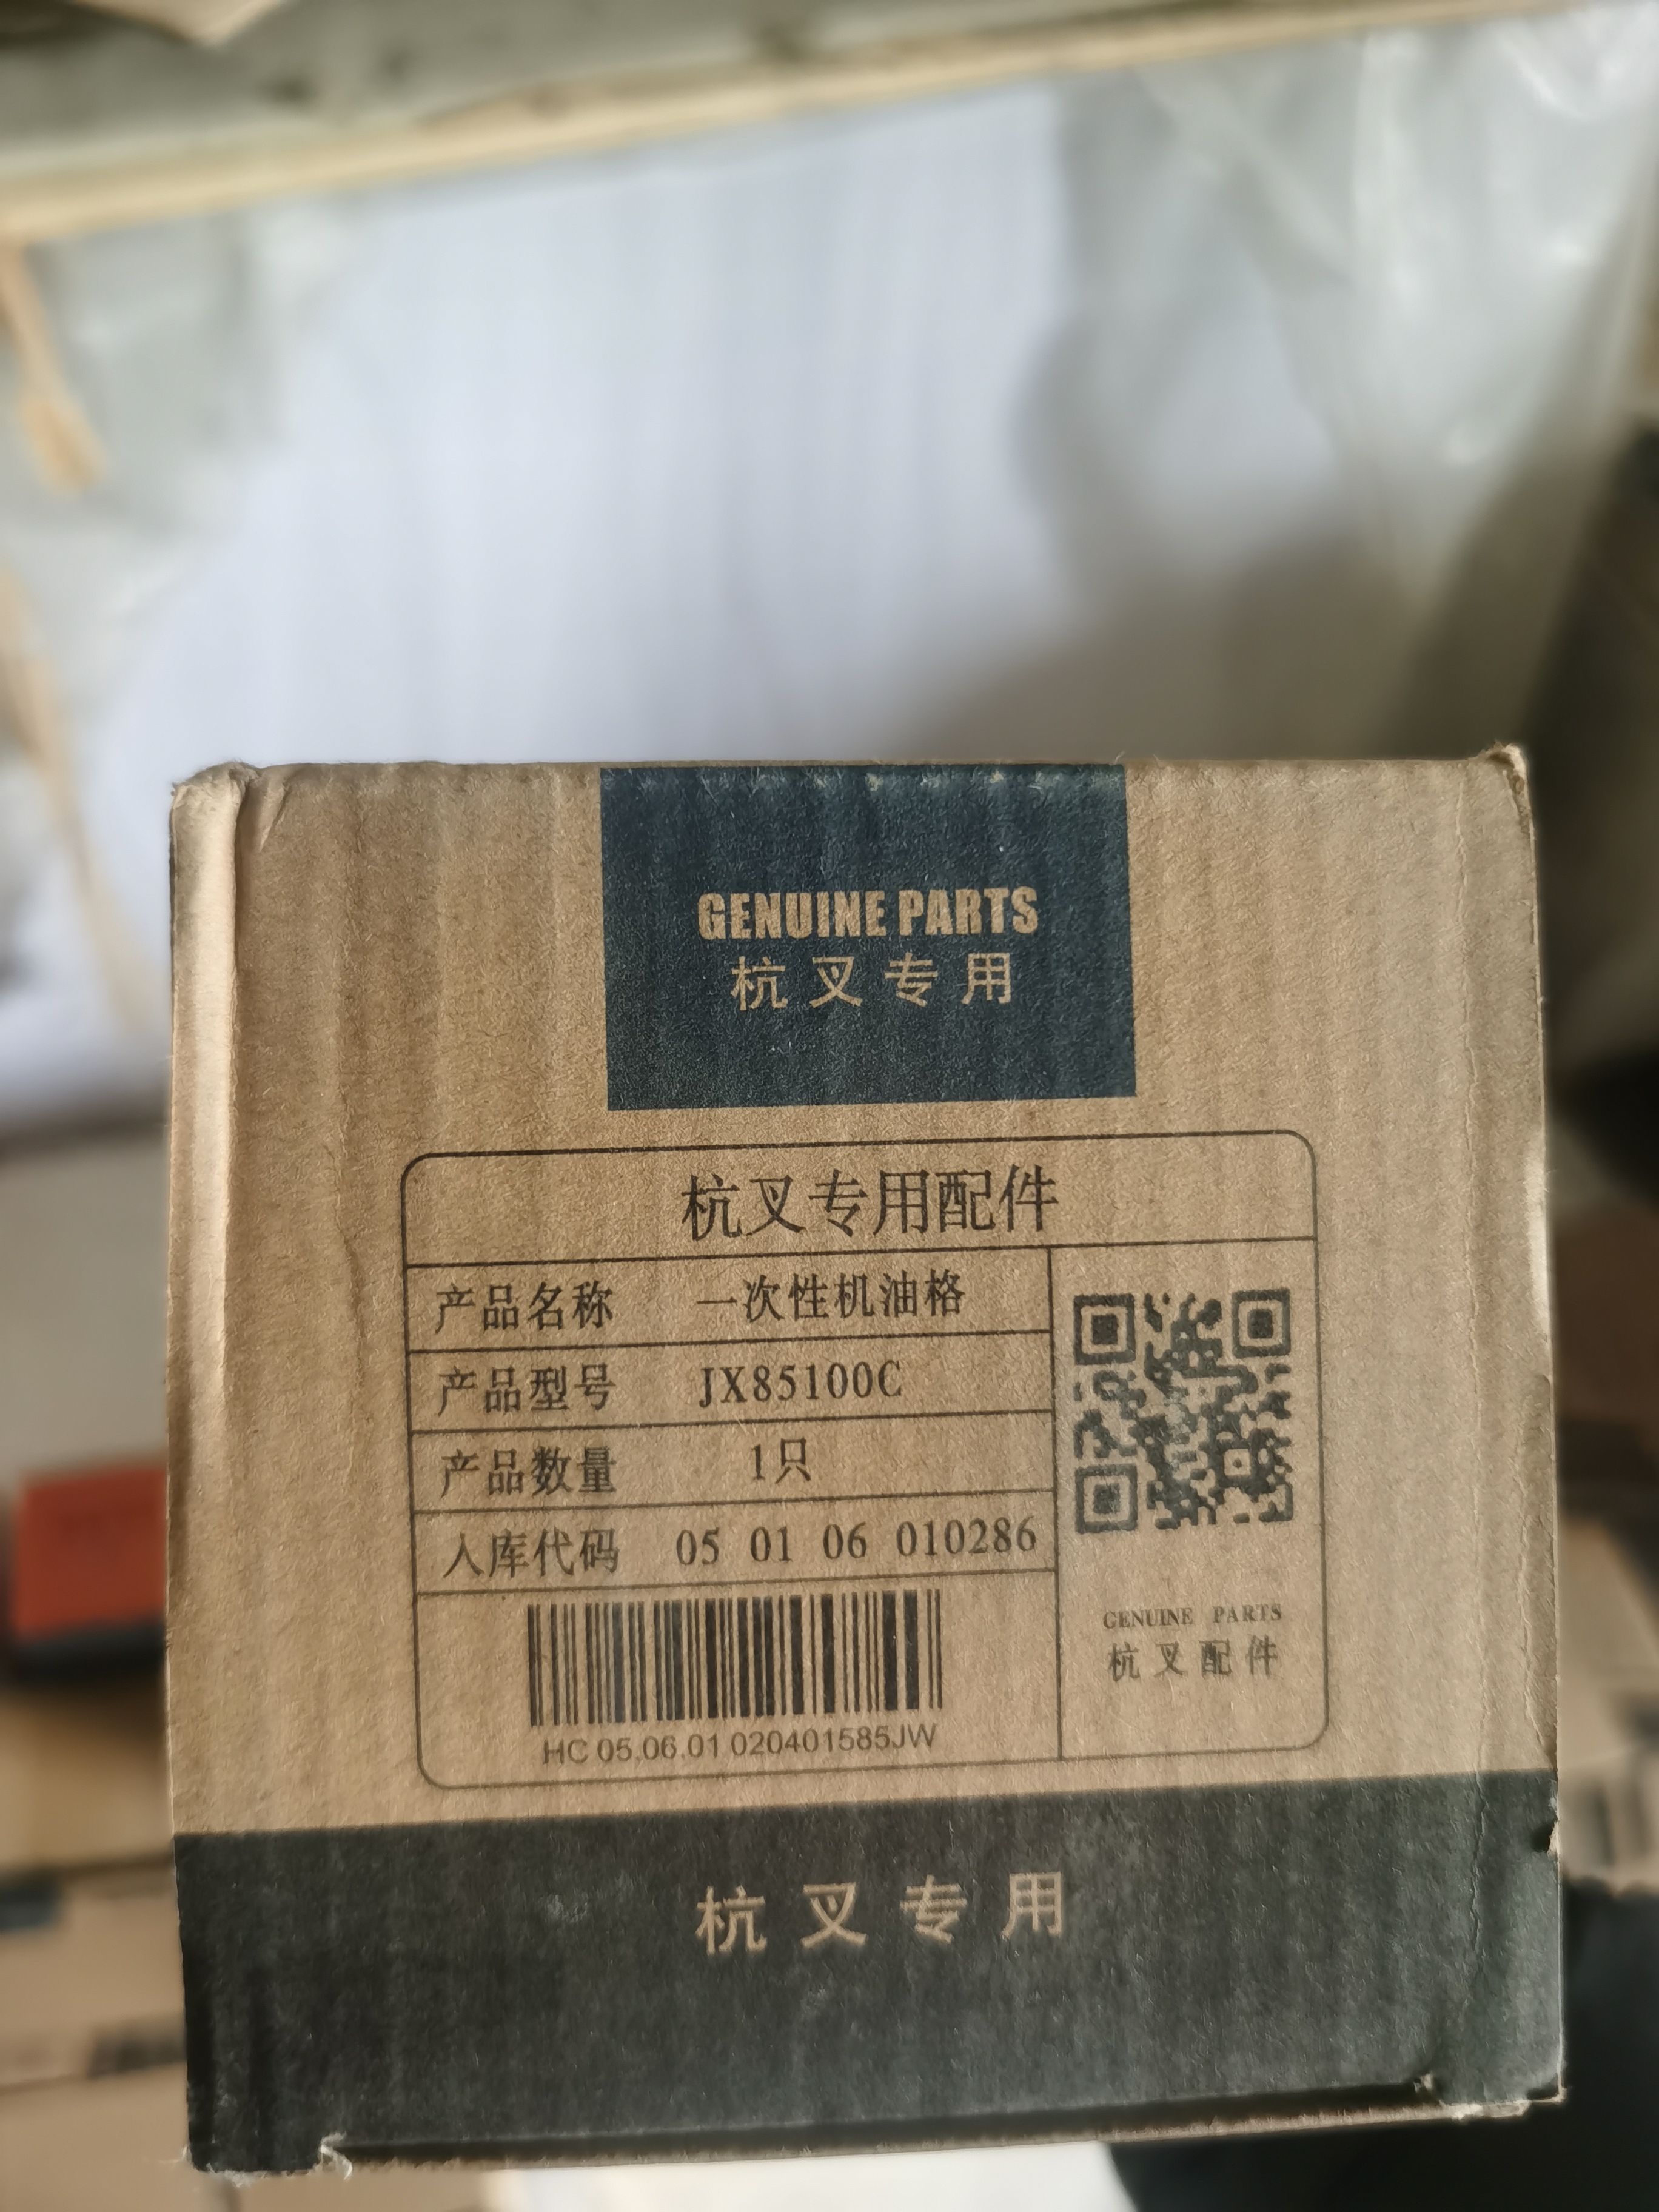 GENUINE PARTS
杭叉专用
杭叉专用配件
产品名称 一次性机油格
产品型号 JX85100C
产品数量 1只
入库代码 05 01 06 010286
HC 05.06.01 020401585JW
GENUINE PARTS
杭叉配件
杭叉专用